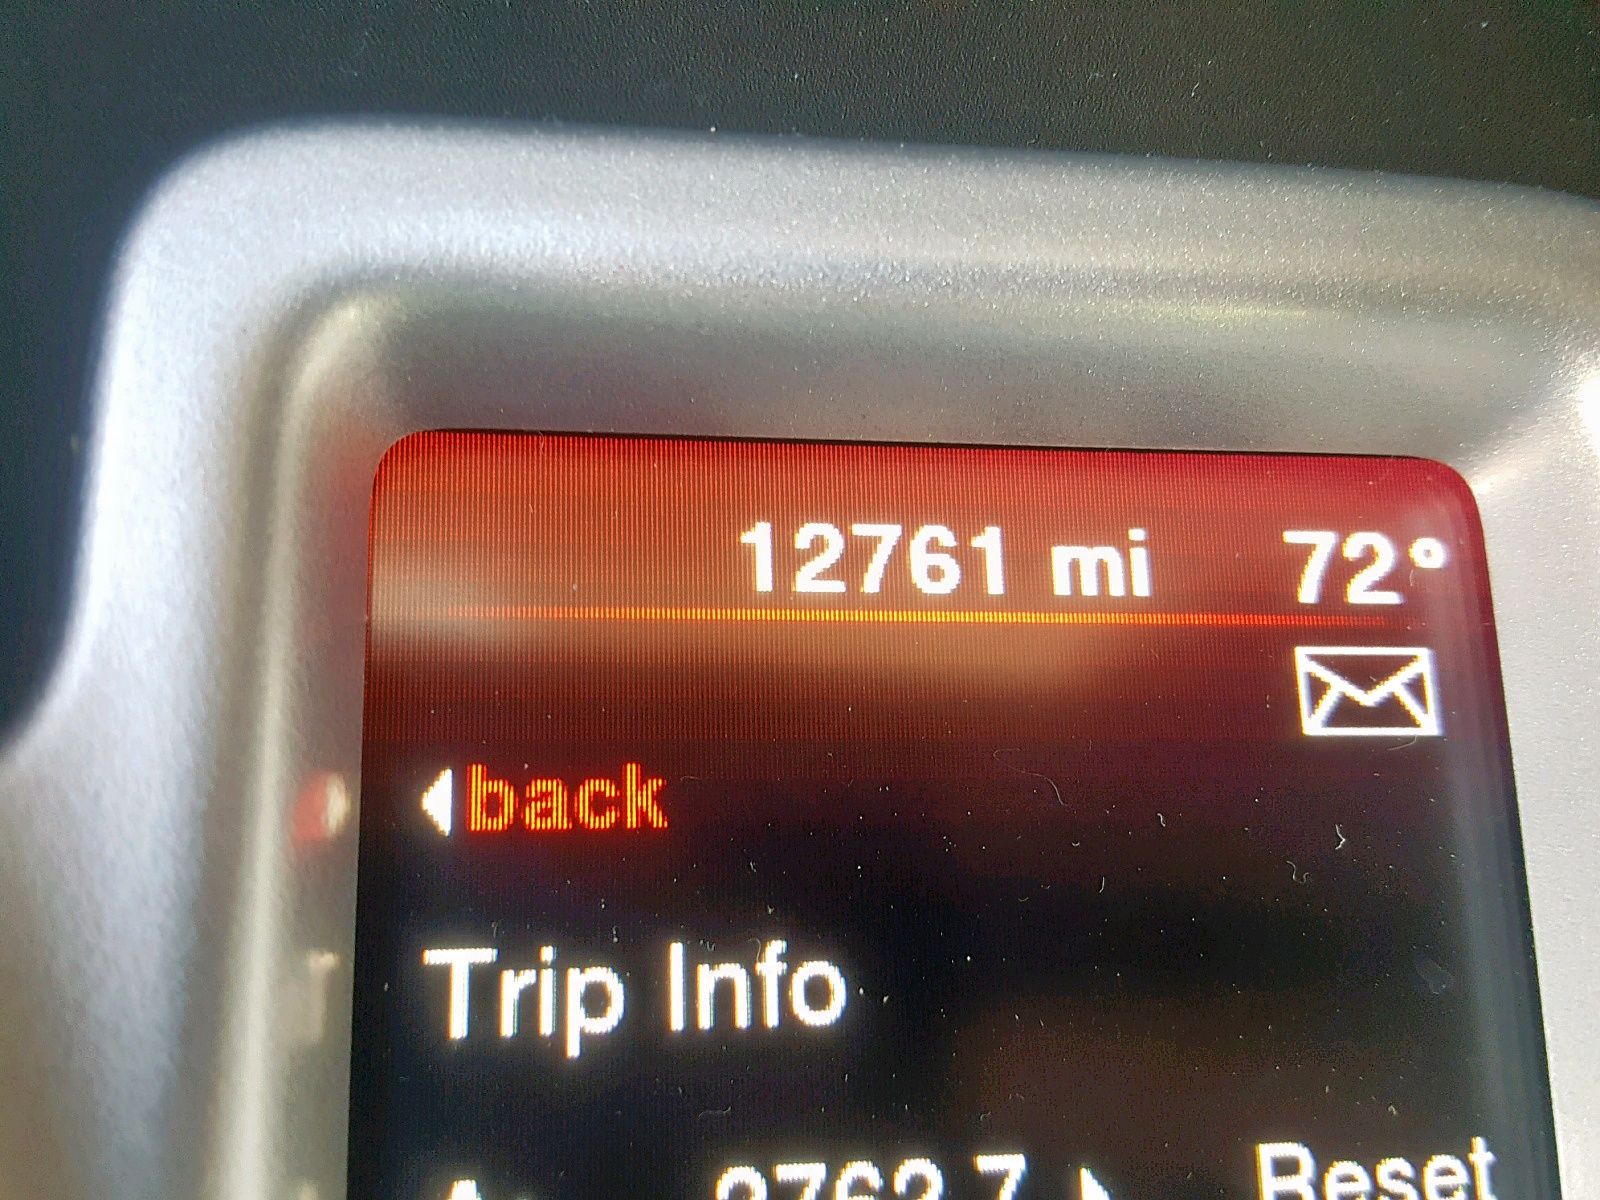 12761 mi 72°
back
Trip Info
Reset